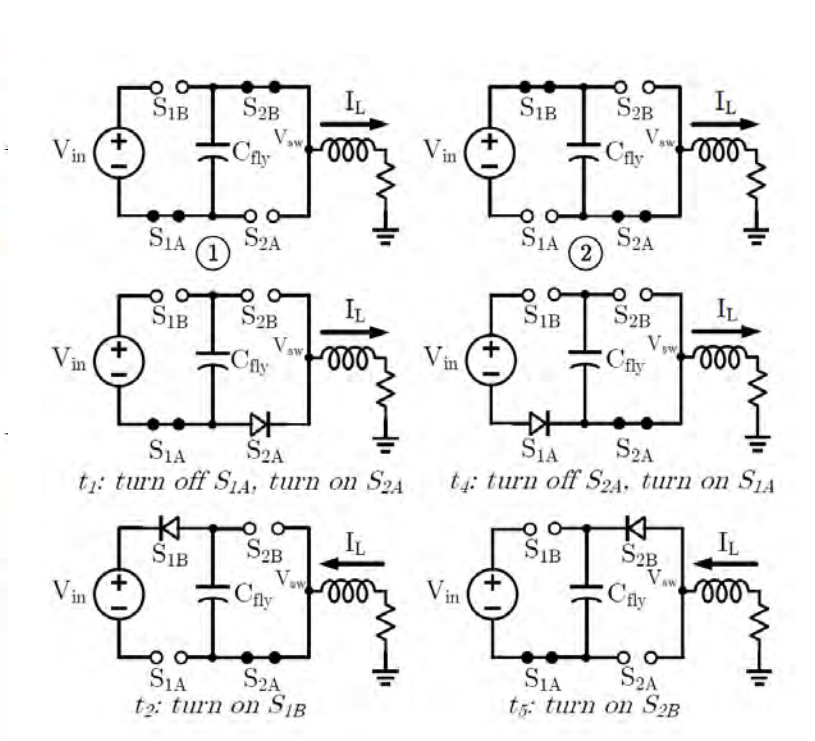 S1B S2B IL S1B S2B IL
Vin Cfly Vsw Vin Cfly Vsw
S1A S2A S1A S2A
1 2
S1B S2B IL S1B S2B IL
Vin Cfly Vsw Vin Cfly Vsw
S1A S2A S1A S2A
t1: turn off S1A, turn on S2A t4: turn off S2A, turn on S1A
S1B S2B IL S1B S2B IL
Vin Cfly Vsw Vin Cfly Vsw
S1A S2A S1A S2A
t2: turn on S1B t5: turn on S2B